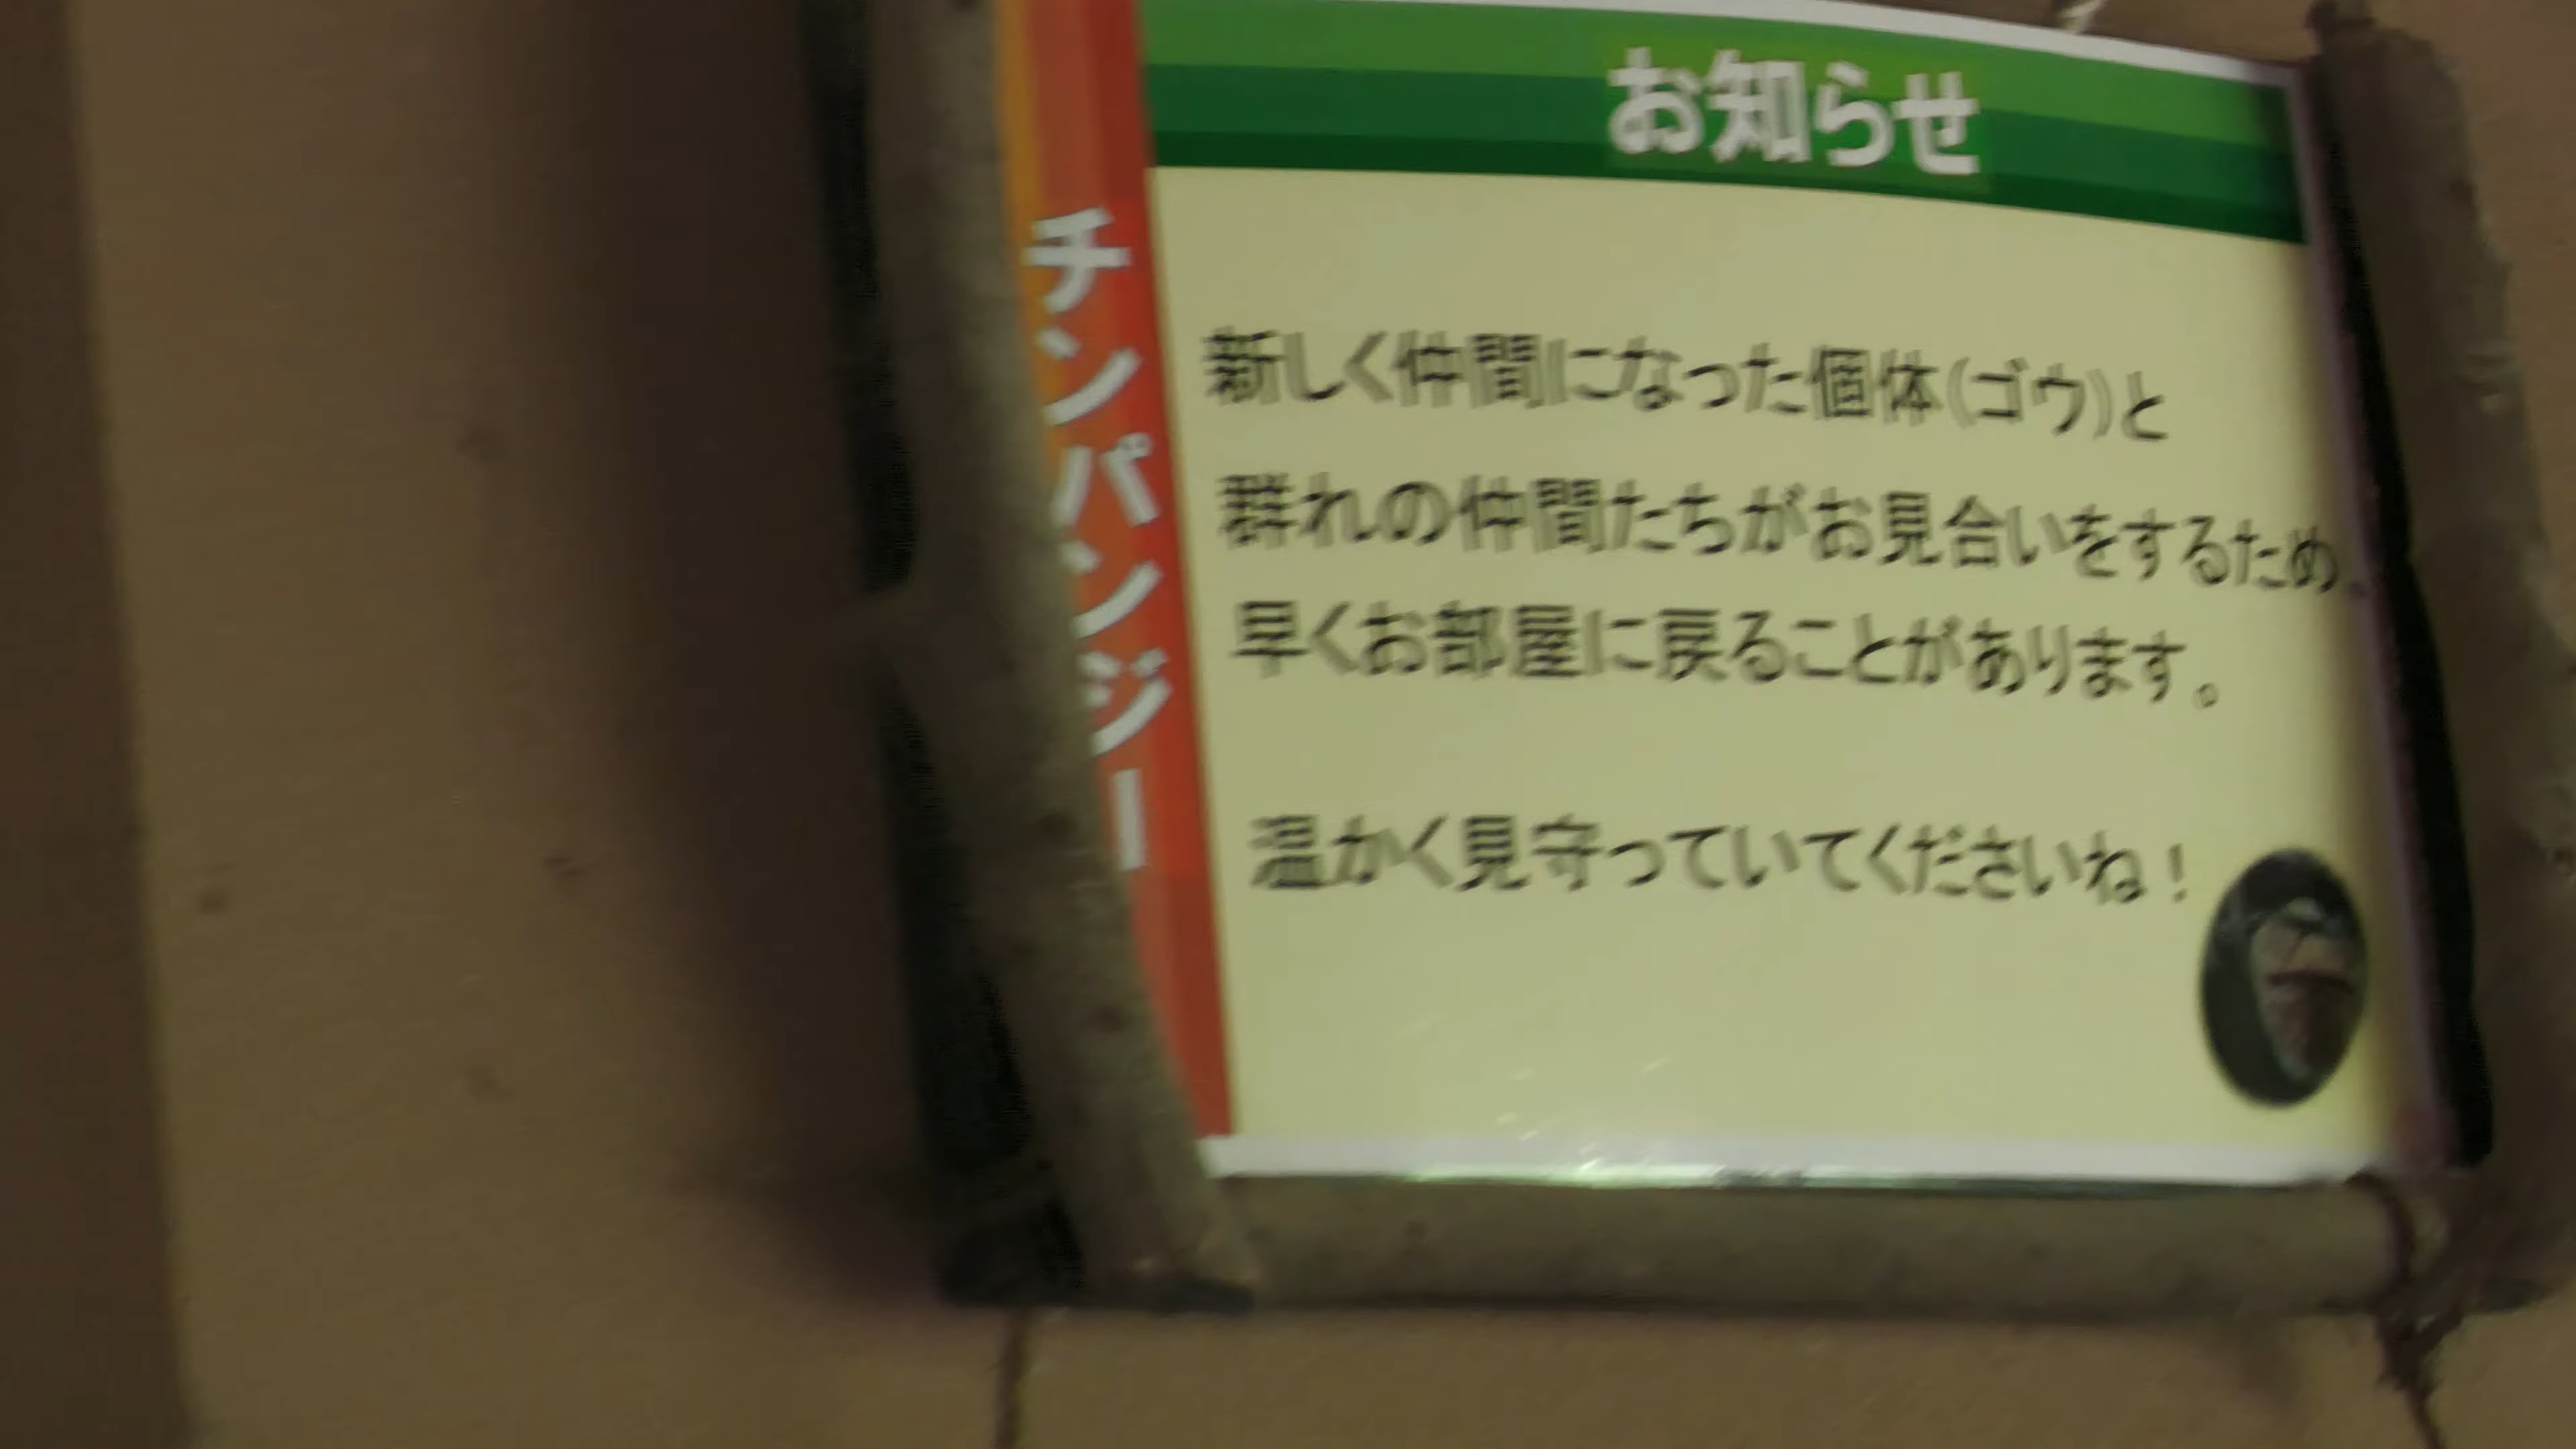 お知らせ
チンパンジー
新しく仲間になった個体(ゴウ)と
群れの仲間たちがお見合いをするため、
早くお部屋に戻ることがあります。
温かく見守っていてくださいね！